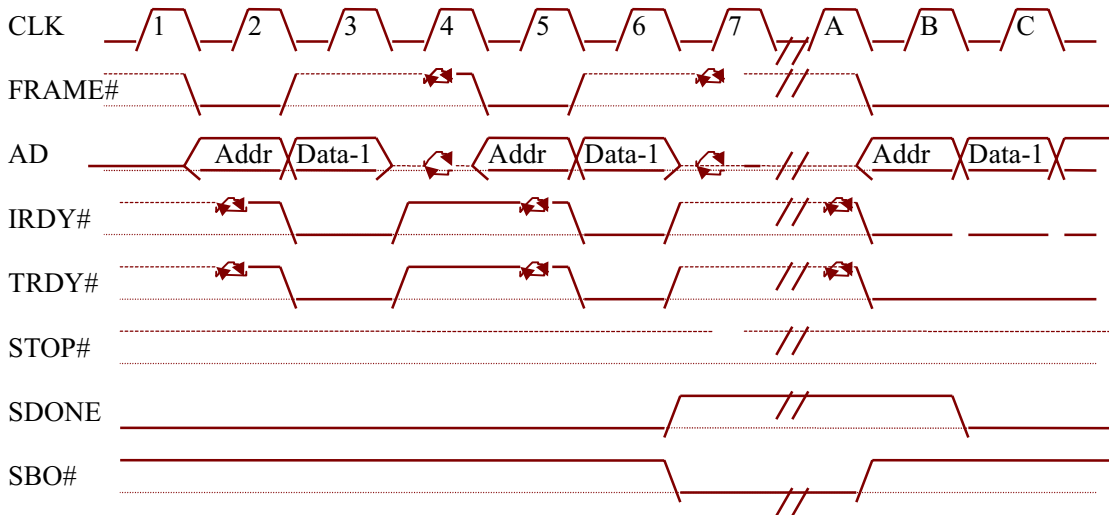 CLK 1 2 3 4 5 6 7 A B C
FRAME#
AD Addr Data-1 Addr Data-1 Addr Data-1
IRDY#
TRDY#
STOP#
SDONE
SBO#